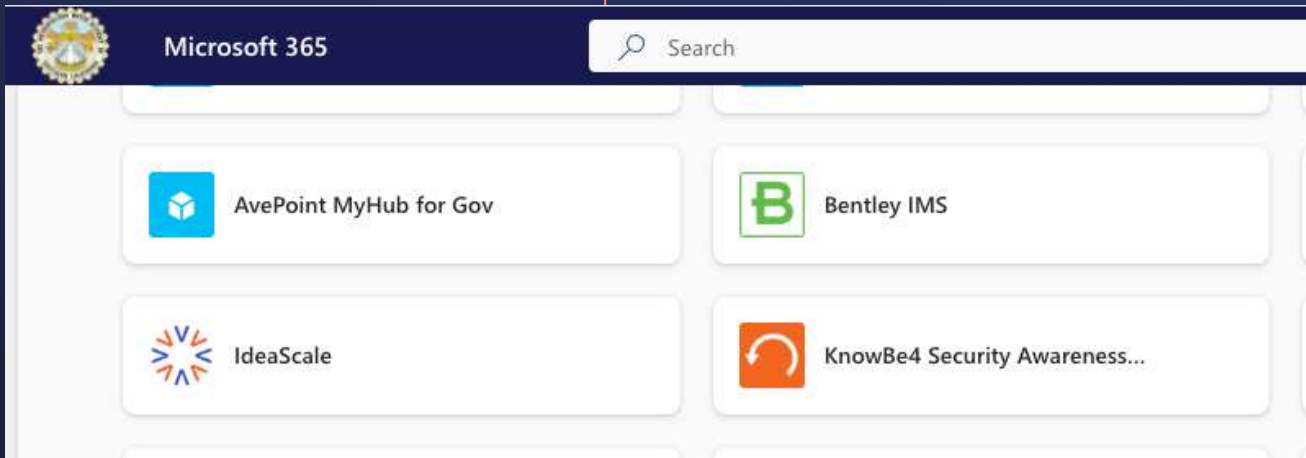 Microsoft 365
Search
AvePoint MyHub for Gov
Bentley IMS
IdeaScale
KnowBe4 Security Awareness...